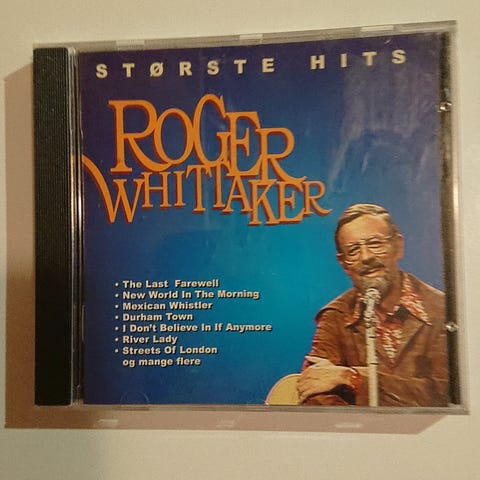 STØRSTE HITS
ROGER
WHITTAKER
• The Last Farewell
• New World In The Morning
• Mexican Whistler
• Durham Town
• I Don't Believe In If Anymore
• River Lady
• Streets Of London
og mange flere